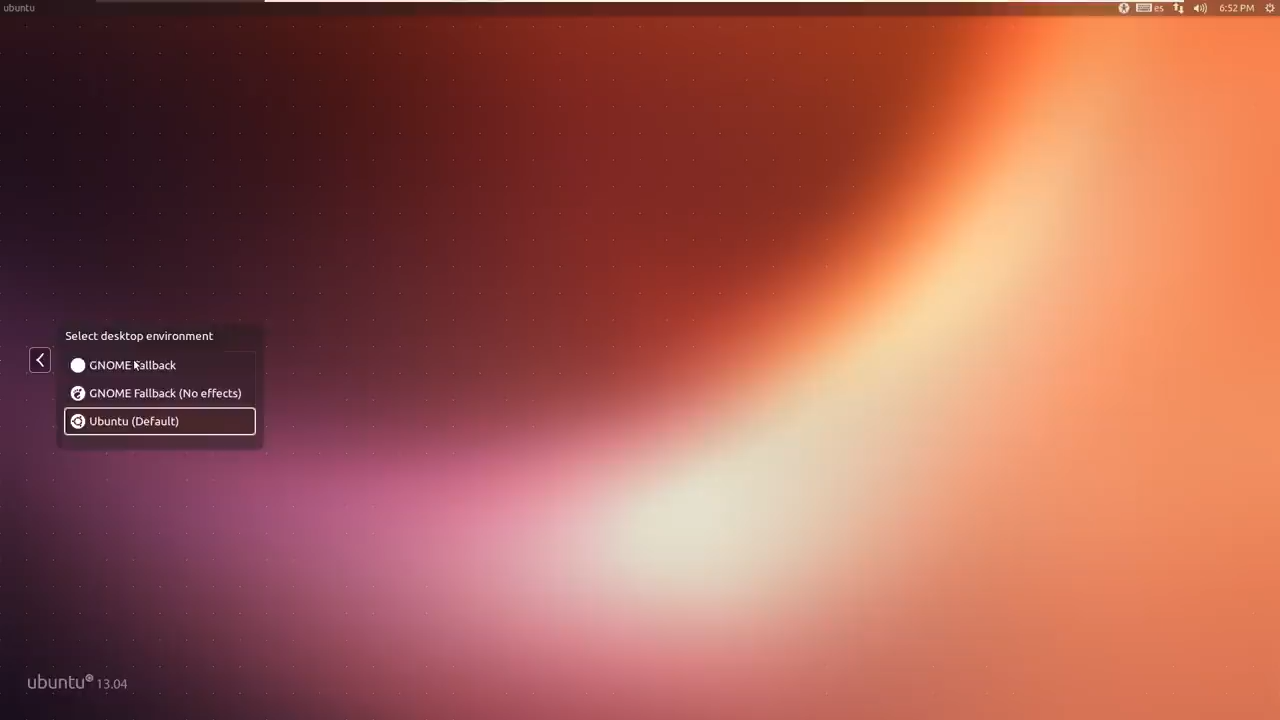 ubuntu
es
6:52 PM
Select desktop environment
GNOME Fallback
GNOME Fallback (No effects)
Ubuntu (Default)
ubuntu® 13.04